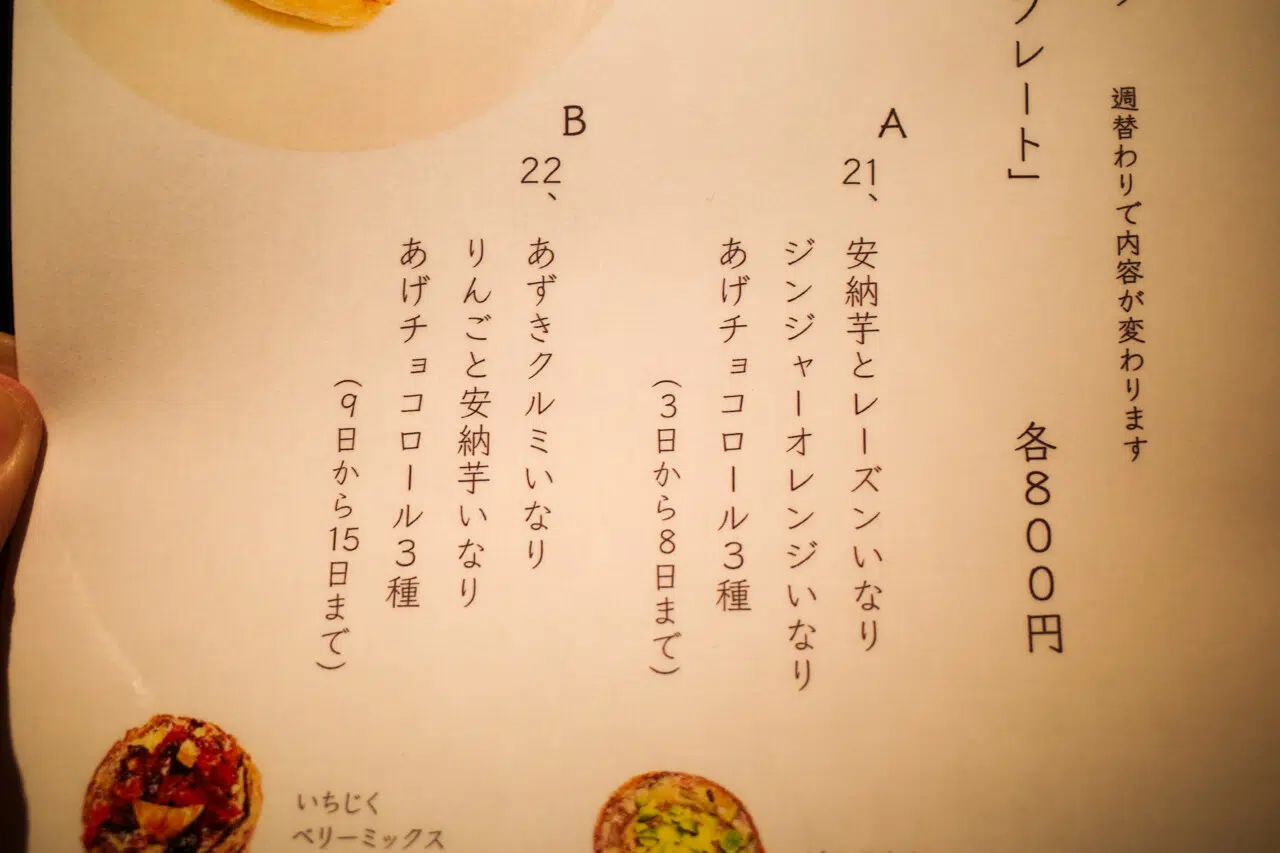 週替わりで内容が変わります
プレート」
各800円
A
21、安納芋とレーズンいなり
ジンジャーオレンジいなり
あげチョコロール3種
(3日から8日まで)
B
22、あずきクルミいなり
りんごと安納芋いなり
あげチョコロール3種
(9日から15日まで)
いちじく
ベリーミックス